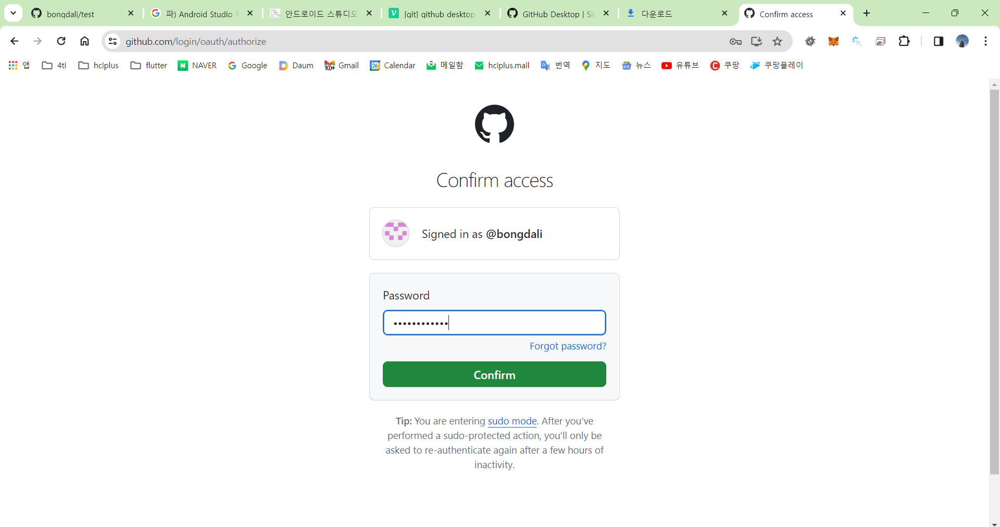 bongdali/test
파) Android Studio
안드로이드 스튜디오
[git] github desktop
GitHub Desktop | Sim
다운로드
Confirm access
github.com/login/oauth/authorize
앱
4ti
hciplus
flutter
NAVER
Google
Daum
100+
Gmail
26
Calendar
메일함
hciplus.mail
번역
지도
뉴스
유튜브
쿠팡
쿠팡플레이
Confirm access
Signed in as @bongdali
Password
••••••••••••
Forgot password?
Confirm
Tip: You are entering sudo mode. After you've
performed a sudo-protected action, you'll only be
asked to re-authenticate again after a few hours of
inactivity.